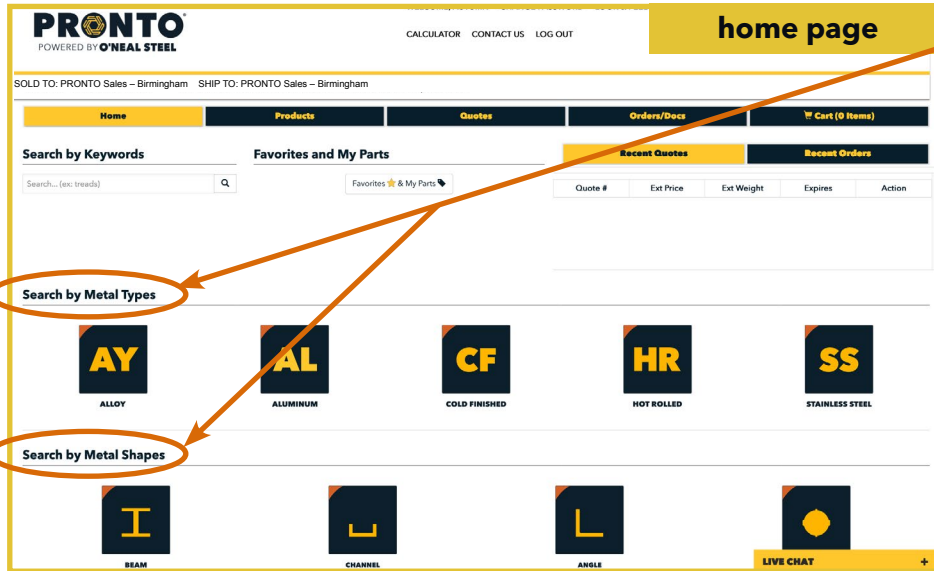 PRONTO
POWERED BY O'NEAL STEEL
CALCULATOR CONTACT US LOG OUT
home page
SOLD TO: PRONTO Sales – Birmingham SHIP TO: PRONTO Sales – Birmingham
Home Products Quotes Orders/Docs Cart (0 Items)
Search by Keywords Favorites and My Parts Recent Quotes Recent Orders
Search... (ex: treads) Favorites & My Parts
Quote # Ext Price Ext Weight Expires Action
Search by Metal Types
AY AL CF HR SS
ALLOY ALUMINUM COLD FINISHED HOT ROLLED STAINLESS STEEL
Search by Metal Shapes
BEAM CHANNEL ANGLE
LIVE CHAT +